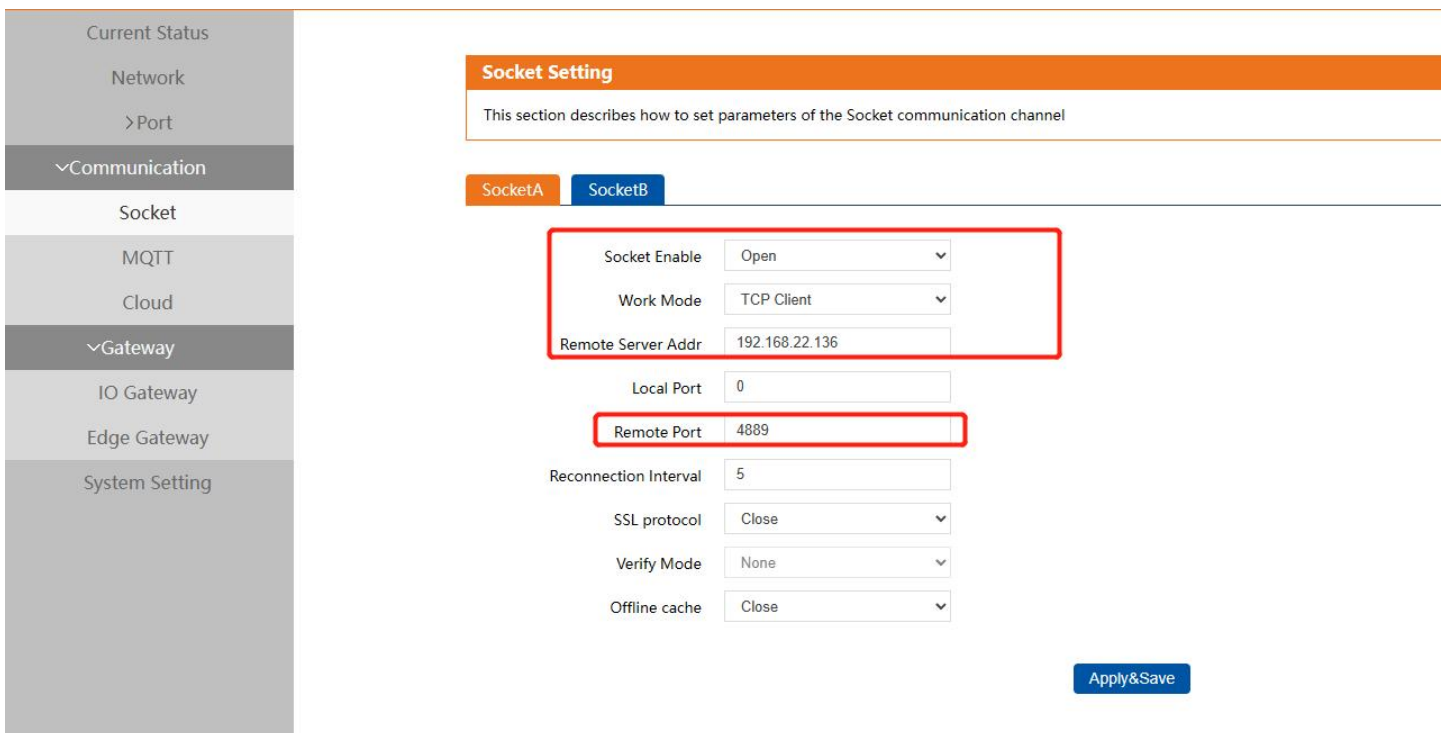 Current Status
Network
>Port
Communication
Socket
MQTT
Cloud
Gateway
IO Gateway
Edge Gateway
System Setting
Socket Setting
This section describes how to set parameters of the Socket communication channel
SocketA SocketB
Socket Enable Open
Work Mode TCP Client
Remote Server Addr 192.168.22.136
Local Port 0
Remote Port 4889
Reconnection Interval 5
SSL protocol Close
Verify Mode None
Offline cache Close
Apply&Save